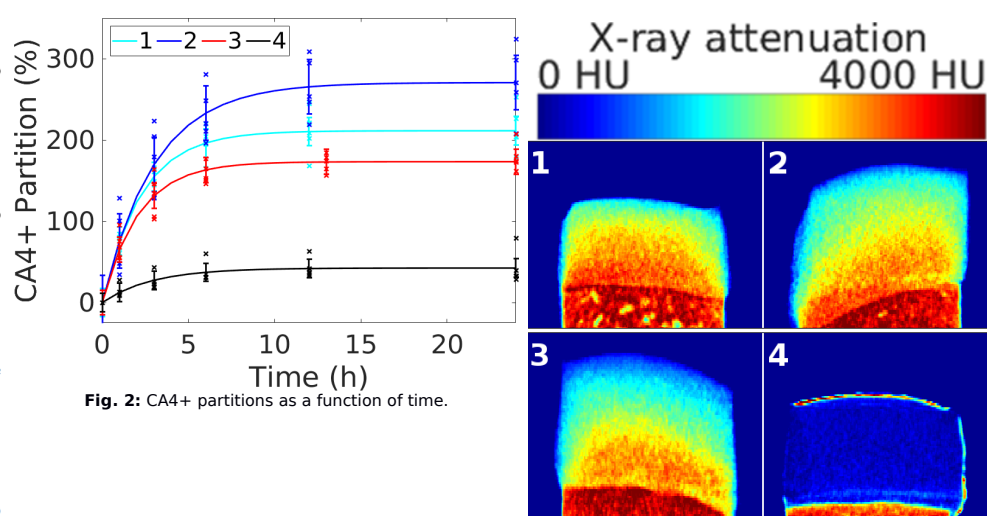 300
200
100
0
CA4+ Partition (%)
1 2 3 4
0 5 10 15 20
Time (h)
Fig. 2: CA4+ partitions as a function of time.
X-ray attenuation
0 HU 4000 HU
1 2
3 4